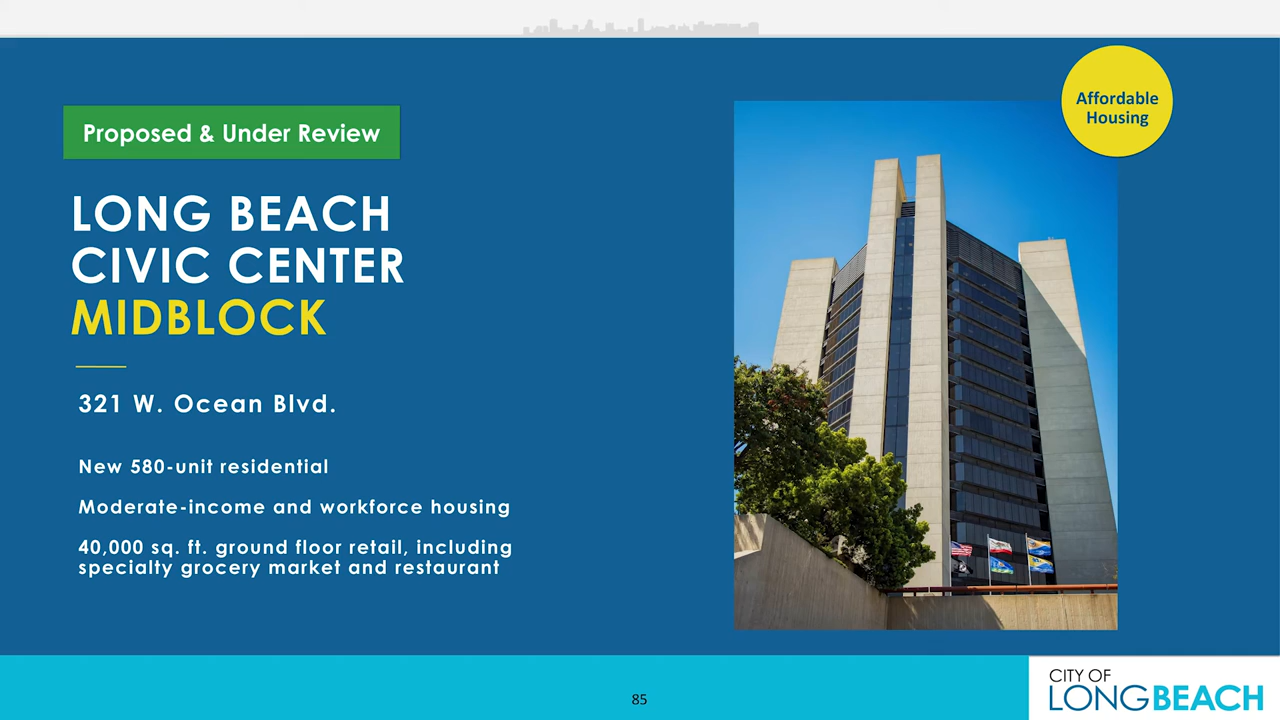 Affordable
Housing
Proposed & Under Review
LONG BEACH
CIVIC CENTER
MIDBLOCK
321 W. Ocean Blvd.
New 580-unit residential
Moderate-income and workforce housing
40,000 sq. ft. ground floor retail, including
specialty grocery market and restaurant
85
CITY OF
LONGBEACH